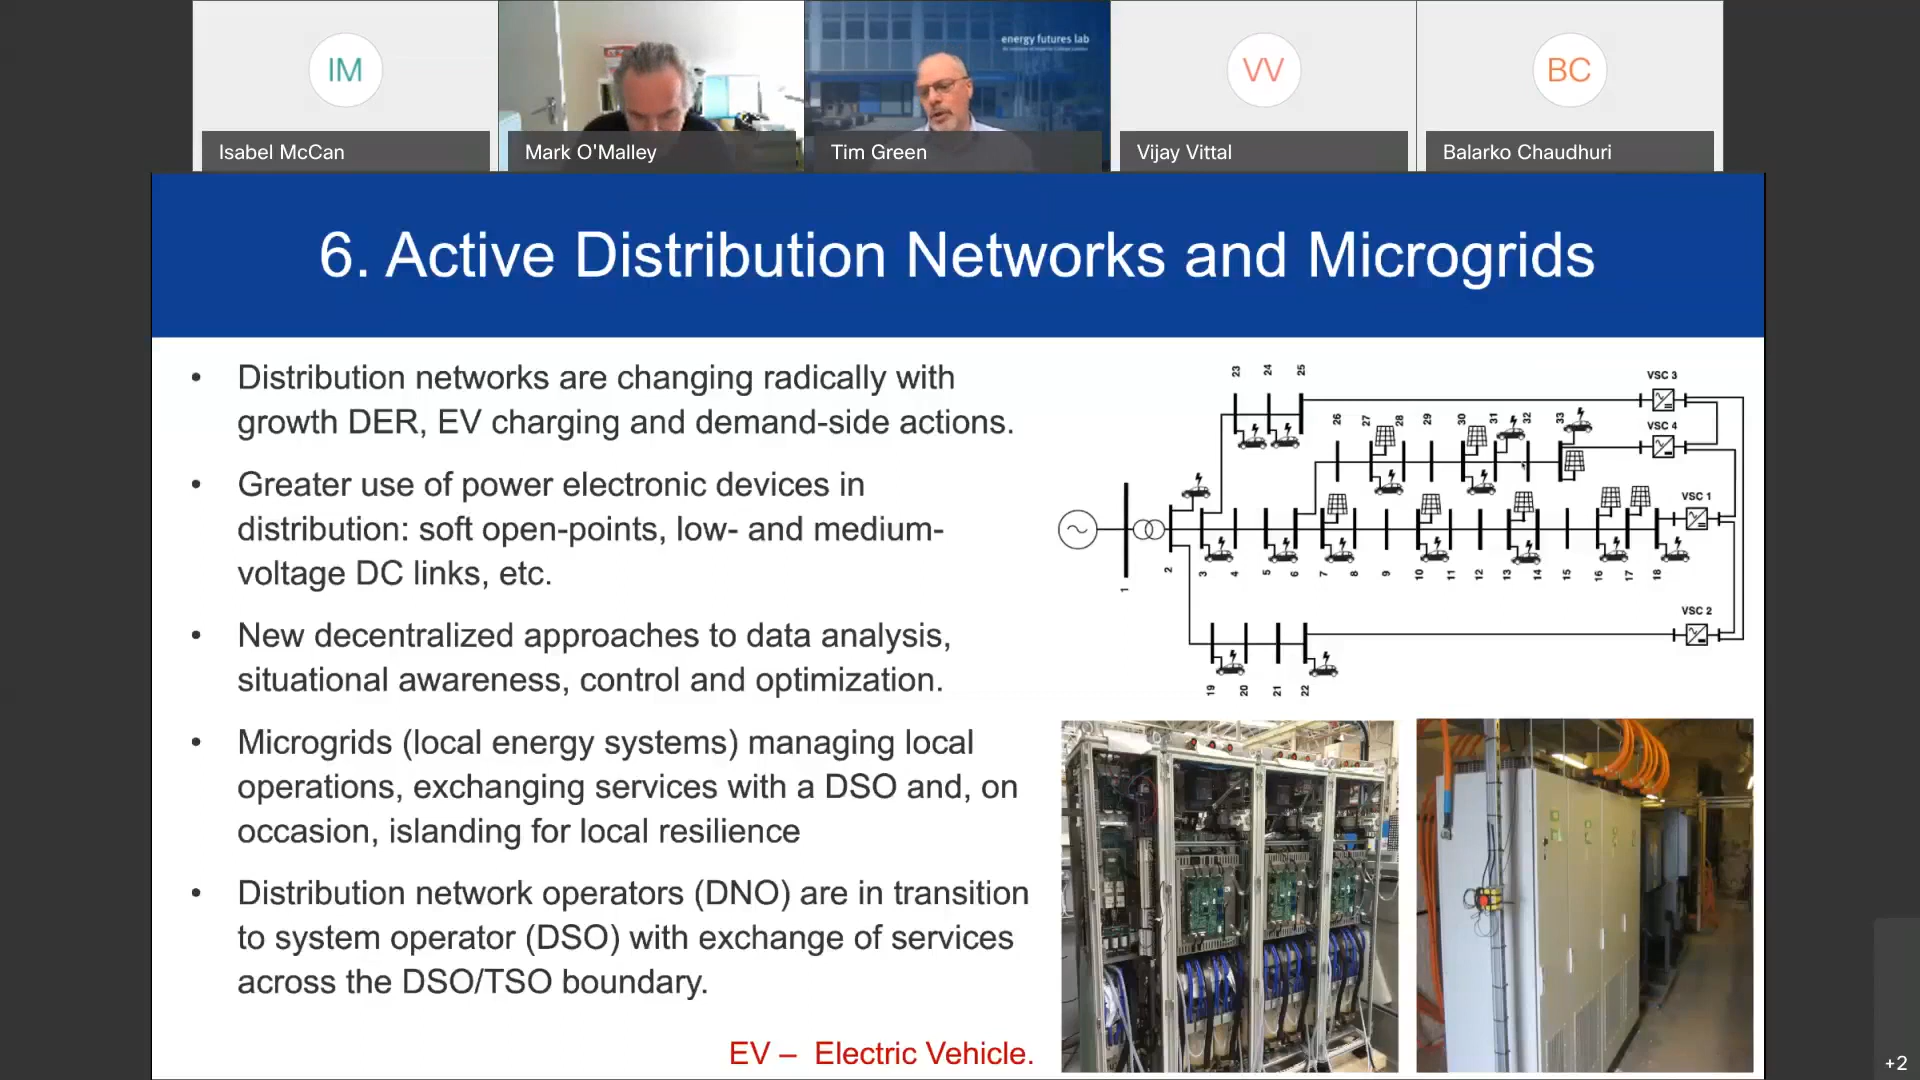 IM
VV
BC
energy futures lab
Isabel McCan
Mark O'Malley
Tim Green
Vijay Vittal
Balarko Chaudhuri
6. Active Distribution Networks and Microgrids
• Distribution networks are changing radically with
growth DER, EV charging and demand-side actions.
• Greater use of power electronic devices in
distribution: soft open-points, low- and medium-
voltage DC links, etc.
• New decentralized approaches to data analysis,
situational awareness, control and optimization.
• Microgrids (local energy systems) managing local
operations, exchanging services with a DSO and, on
occasion, islanding for local resilience
• Distribution network operators (DNO) are in transition
to system operator (DSO) with exchange of services
across the DSO/TSO boundary.
EV – Electric Vehicle.
23 24 25
VSC 3
26 27 28 29 30 31 32 33
VSC 4
VSC 1
1 2 3 4 5 6 7 8 9 10 11 12 13 14 15 16 17 18
VSC 2
19 20 21 22
+2